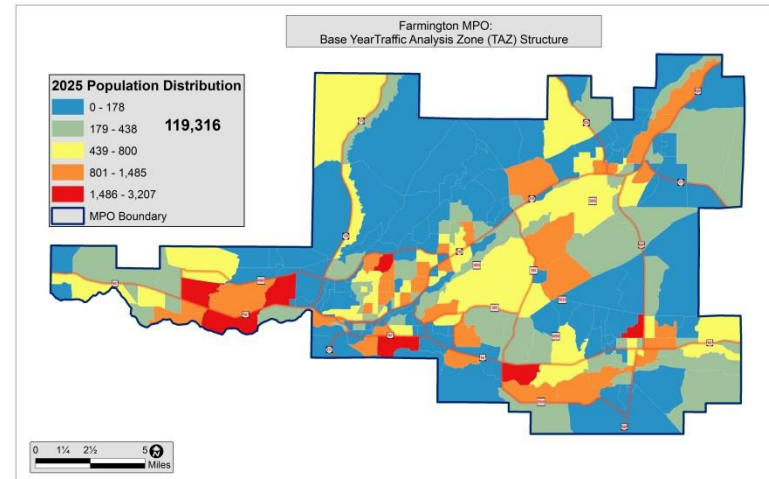 Farmington MPO:
Base YearTraffic Analysis Zone (TAZ) Structure
2025 Population Distribution
0 - 178
119,316
179 - 438
439 - 800
801 - 1,485
1,486 - 3,207
MPO Boundary
0 1¼ 2½ 5
Miles